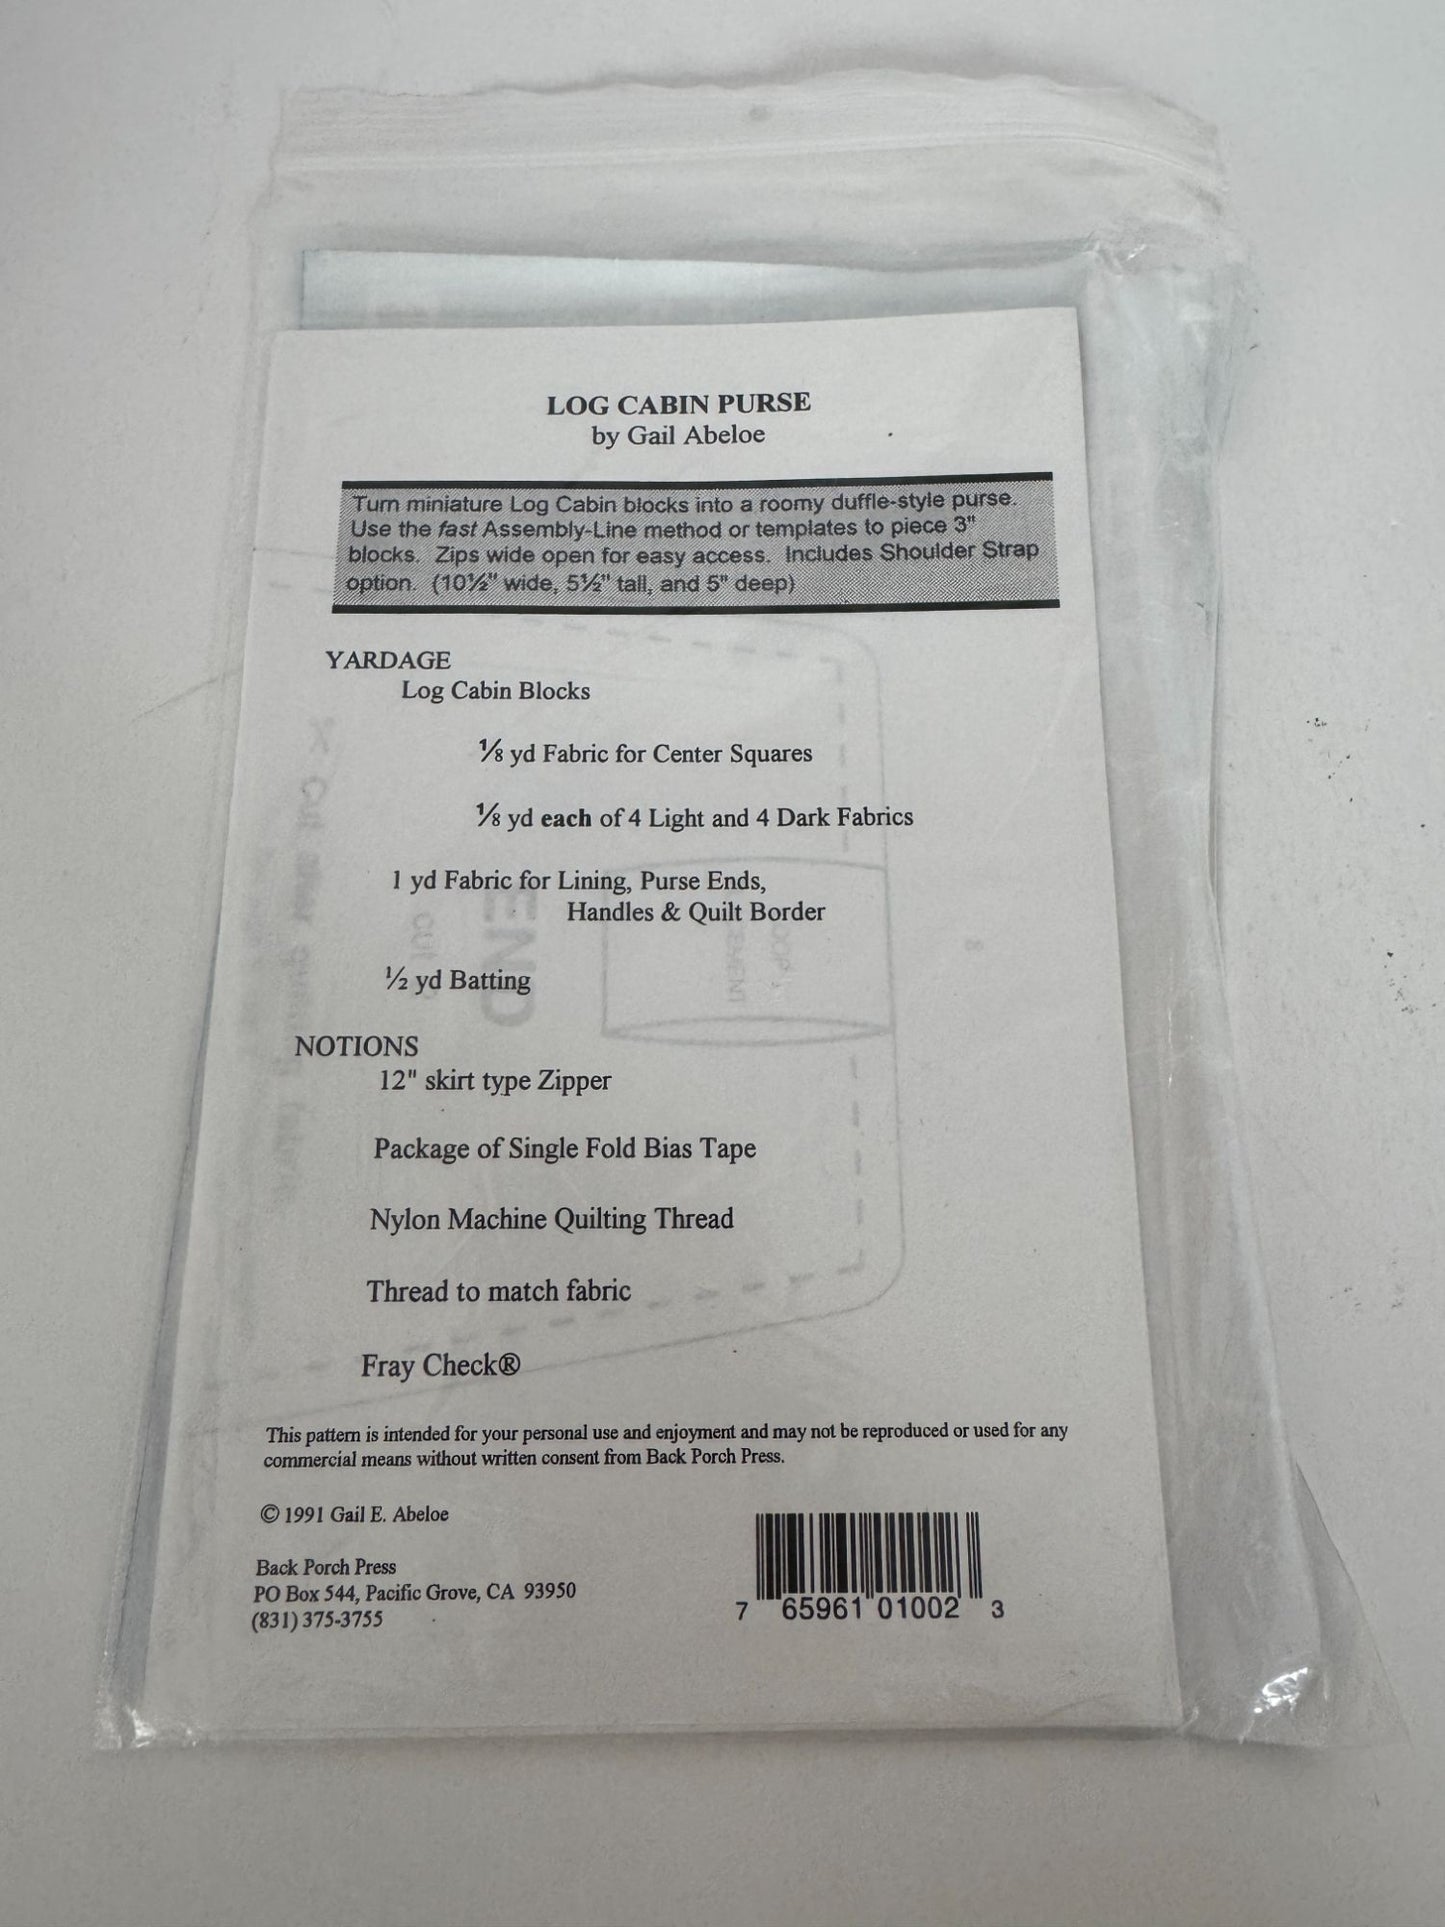 LOG CABIN PURSE
by Gail Abeloe
Turn miniature Log Cabin blocks into a roomy duffle-style purse.
Use the fast Assembly-Line method or templates to piece 3"
blocks. Zips wide open for easy access. Includes Shoulder Strap
option. (10½" wide, 5½" tall, and 5" deep)
YARDAGE
Log Cabin Blocks
⅛ yd Fabric for Center Squares
⅛ yd each of 4 Light and 4 Dark Fabrics
1 yd Fabric for Lining, Purse Ends,
Handles & Quilt Border
½ yd Batting
NOTIONS
12" skirt type Zipper
Package of Single Fold Bias Tape
Nylon Machine Quilting Thread
Thread to match fabric
Fray Check®
This pattern is intended for your personal use and enjoyment and may not be reproduced or used for any
commercial means without written consent from Back Porch Press.
© 1991 Gail E. Abeloe
Back Porch Press
PO Box 544, Pacific Grove, CA 93950
(831) 375-3755
7 65961 01002 3
END